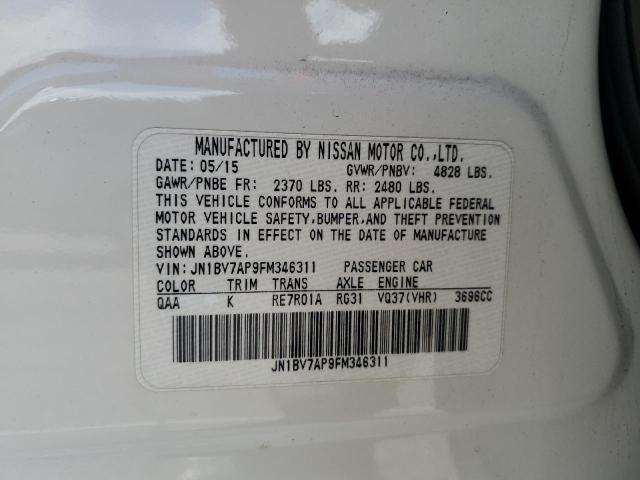 MANUFACTURED BY NISSAN MOTOR CO.,LTD.
DATE: 05/15 GVWR/PNBV: 4828 LBS.
GAWR/PNBE FR: 2370 LBS. RR: 2480 LBS.
THIS VEHICLE CONFORMS TO ALL APPLICABLE FEDERAL
MOTOR VEHICLE SAFETY,BUMPER,AND THEFT PREVENTION
STANDARDS IN EFFECT ON THE DATE OF MANUFACTURE
SHOWN ABOVE.
VIN: JN1BV7AP9FM346311 PASSENGER CAR
COLOR TRIM TRANS AXLE ENGINE
QAA K RE7R01A RG31 VQ37(VHR) 3696CC
JN1BV7AP9FM346311